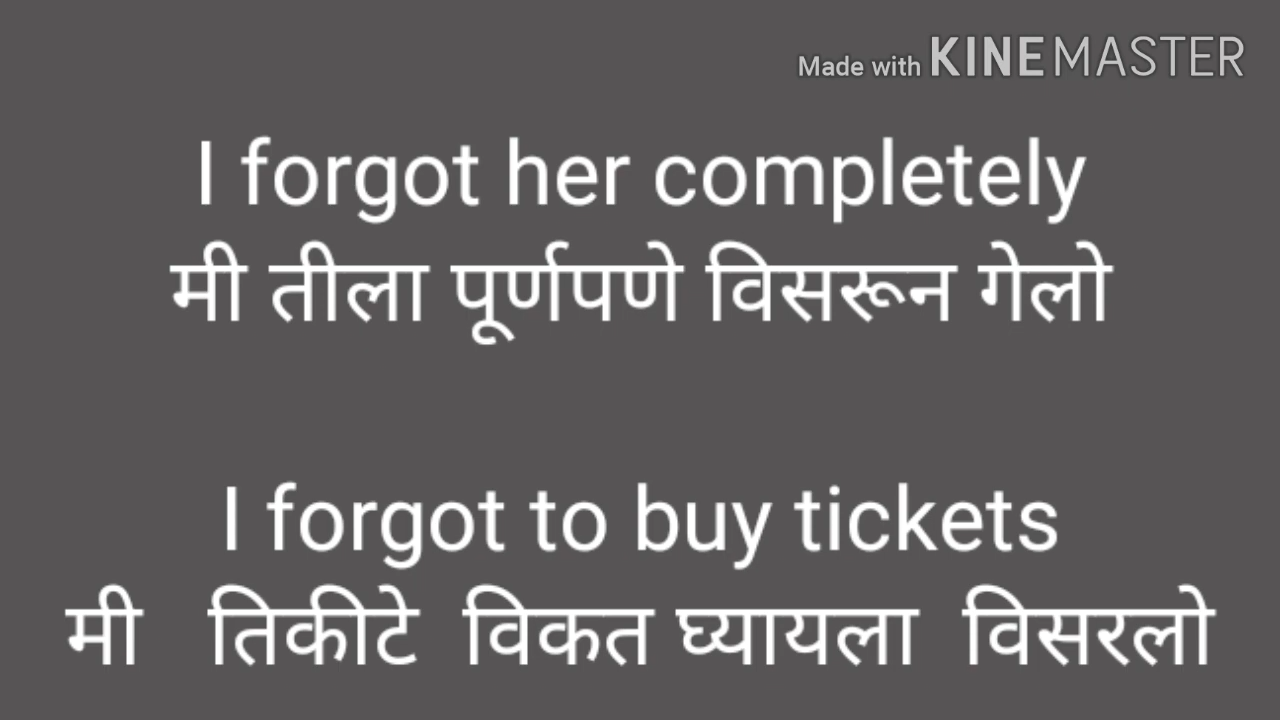 Made with KINEMASTER
I forgot her completely
मी तीला पूर्णपणे विसरून गेलो
I forgot to buy tickets
मी तिकीटे विकत घ्यायला विसरलो